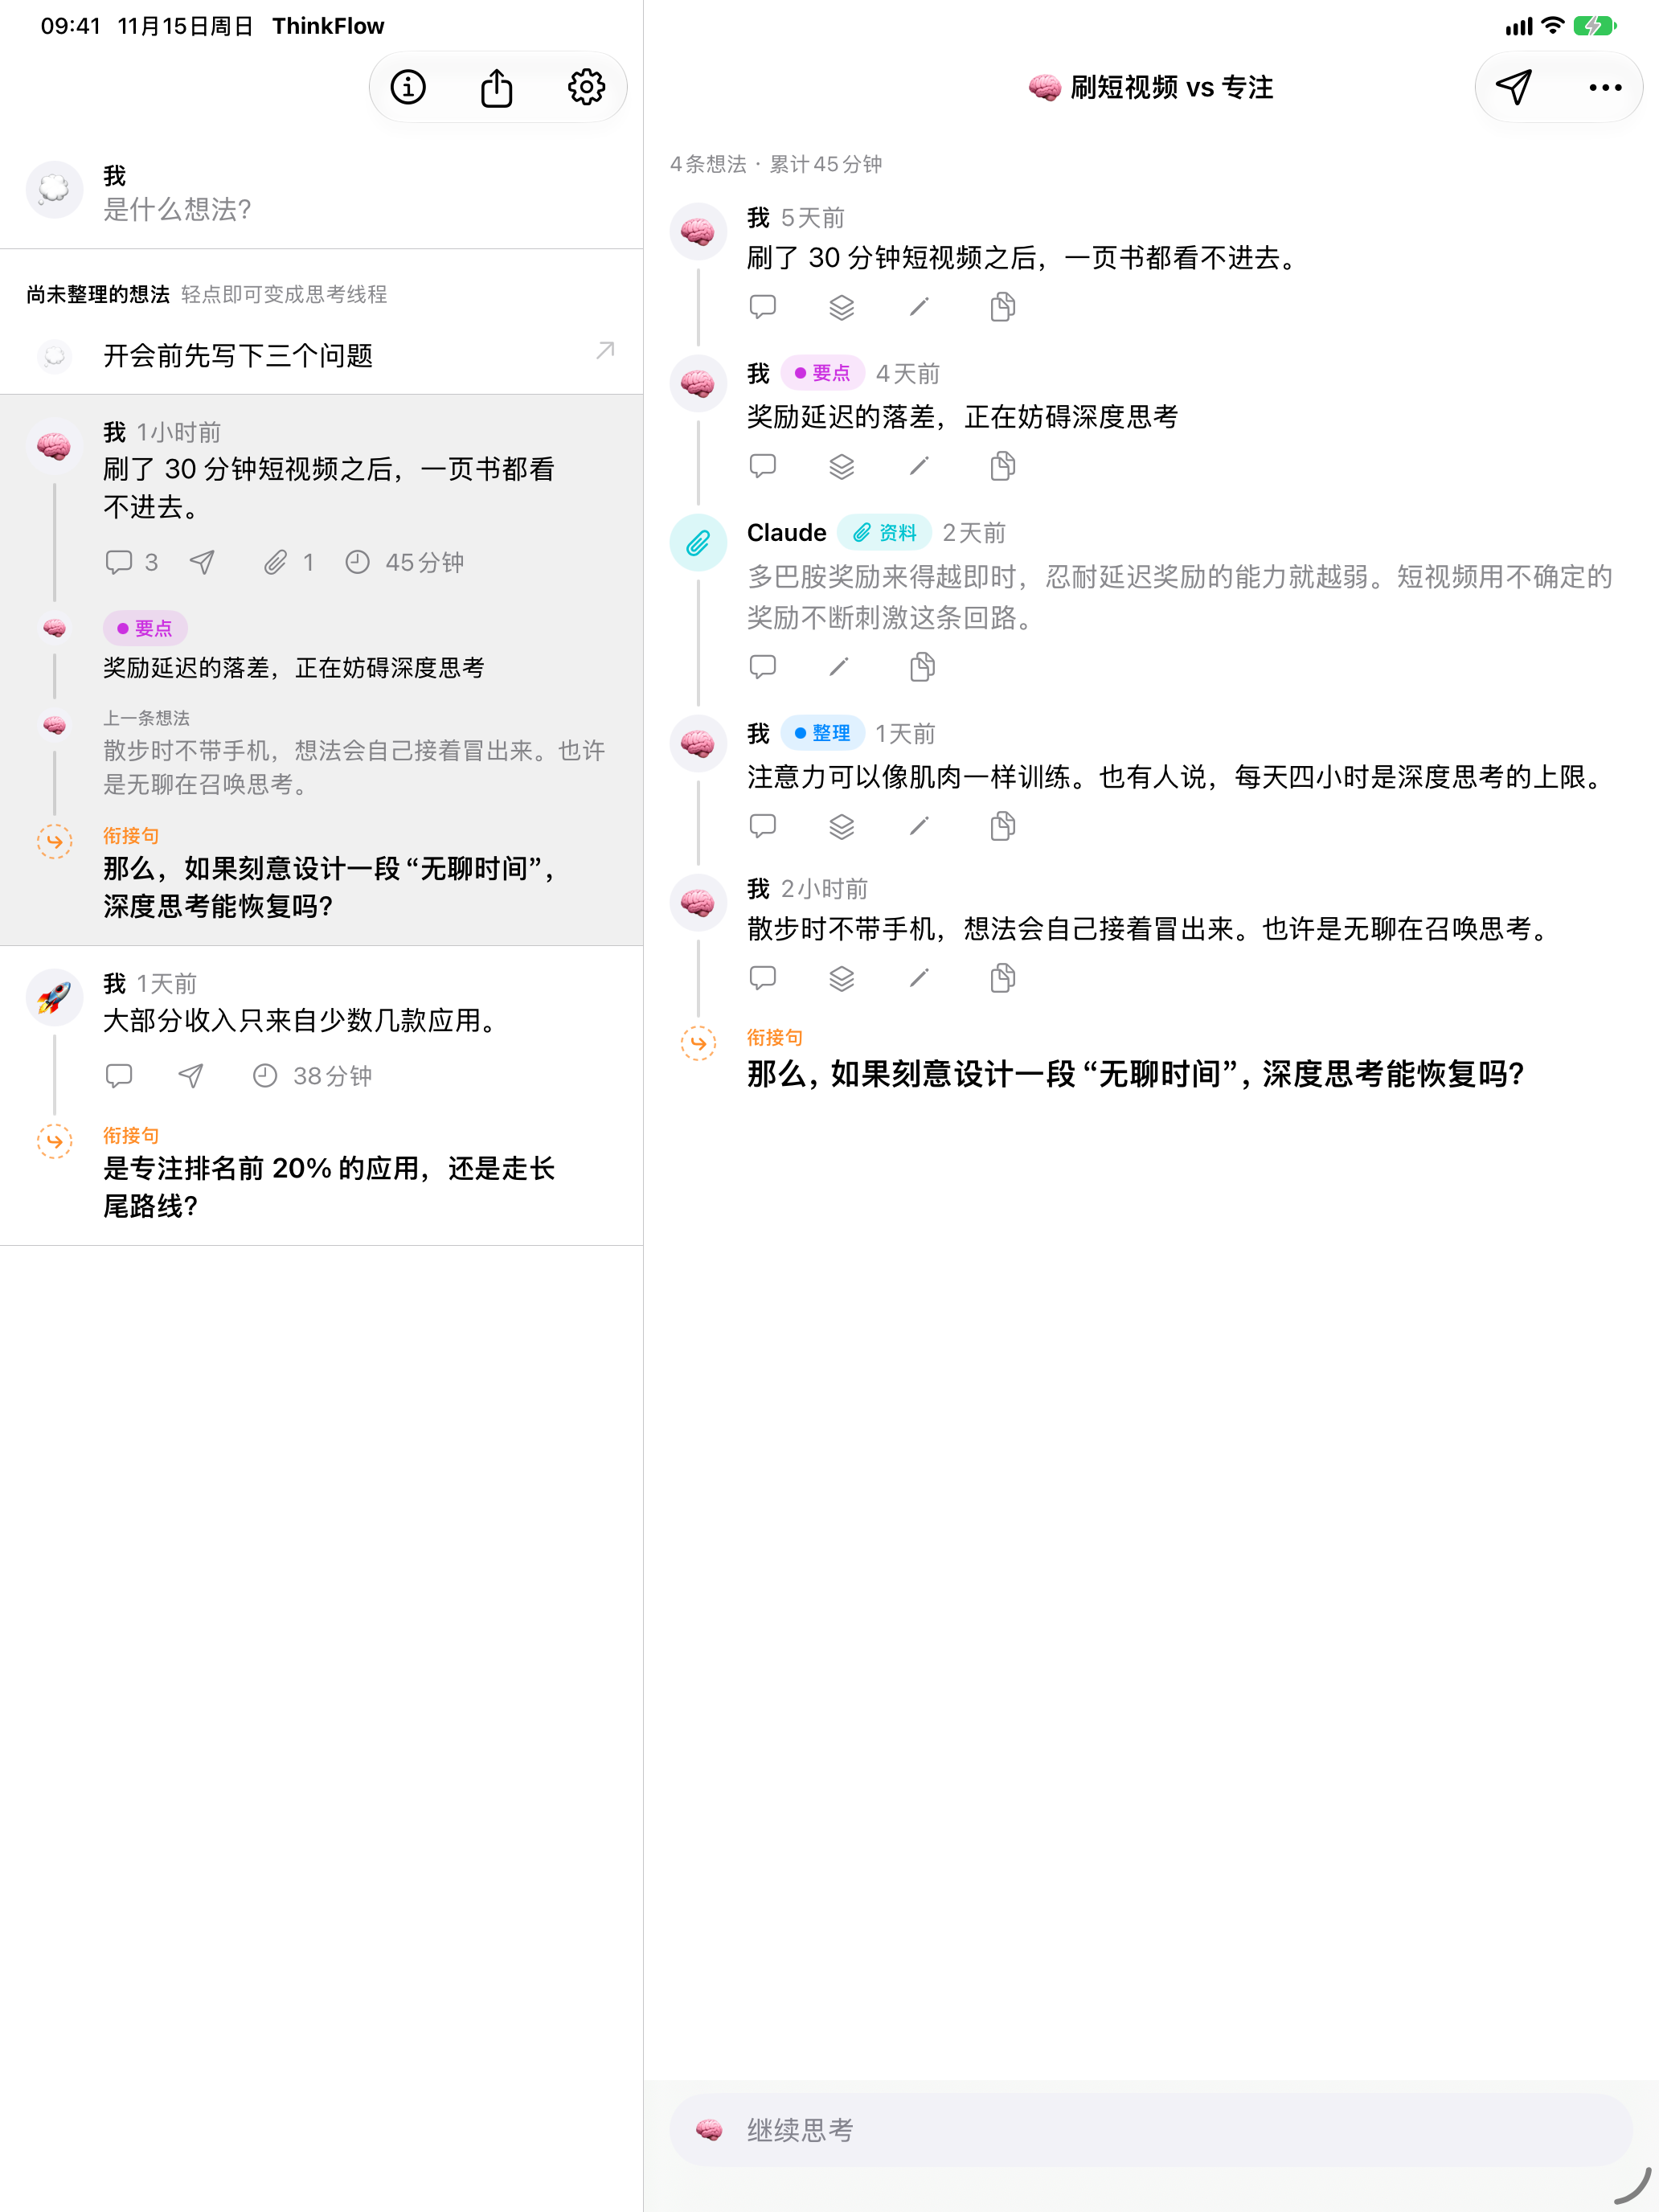 09:41 11月15日周日 ThinkFlow
我
是什么想法?
尚未整理的想法 轻点即可变成思考线程
开会前先写下三个问题
我 1小时前
刷了 30 分钟短视频之后，一页书都看
不进去。
3 1 45分钟
要点
奖励延迟的落差，正在妨碍深度思考
上一条想法
散步时不带手机，想法会自己接着冒出来。也许
是无聊在召唤思考。
衔接句
那么，如果刻意设计一段“无聊时间”，
深度思考能恢复吗?
我 1天前
大部分收入只来自少数几款应用。
38分钟
衔接句
是专注排名前 20% 的应用，还是走长
尾路线?
刷短视频 vs 专注
4条想法 · 累计45分钟
我 5天前
刷了 30 分钟短视频之后，一页书都看不进去。
我 要点 4天前
奖励延迟的落差，正在妨碍深度思考
Claude 资料 2天前
多巴胺奖励来得越即时，忍耐延迟奖励的能力就越弱。短视频用不确定的
奖励不断刺激这条回路。
我 整理 1天前
注意力可以像肌肉一样训练。也有人说，每天四小时是深度思考的上限。
我 2小时前
散步时不带手机，想法会自己接着冒出来。也许是无聊在召唤思考。
衔接句
那么，如果刻意设计一段“无聊时间”，深度思考能恢复吗?
继续思考